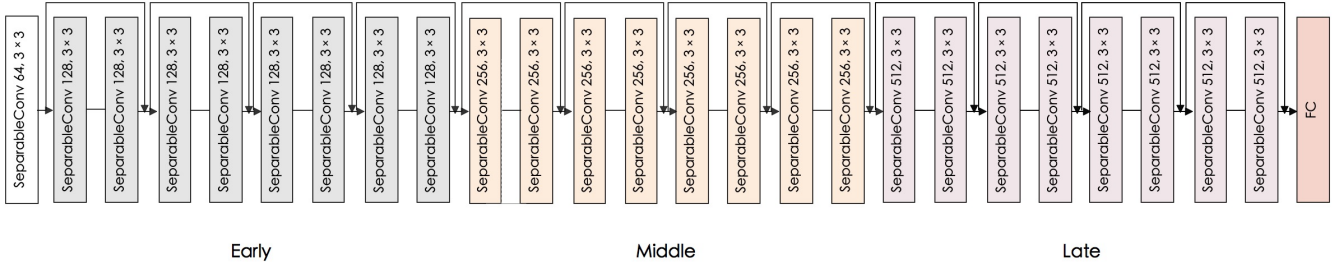 SeparableConv 64, 3×3
SeparableConv 128, 3×3
SeparableConv 128, 3×3
SeparableConv 128, 3×3
SeparableConv 128, 3×3
SeparableConv 128, 3×3
SeparableConv 128, 3×3
SeparableConv 128, 3×3
SeparableConv 128, 3×3
SeparableConv 256, 3×3
SeparableConv 256, 3×3
SeparableConv 256, 3×3
SeparableConv 256, 3×3
SeparableConv 256, 3×3
SeparableConv 256, 3×3
SeparableConv 256, 3×3
SeparableConv 256, 3×3
SeparableConv 512, 3×3
SeparableConv 512, 3×3
SeparableConv 512, 3×3
SeparableConv 512, 3×3
SeparableConv 512, 3×3
SeparableConv 512, 3×3
SeparableConv 512, 3×3
SeparableConv 512, 3×3
FC
Early
Middle
Late